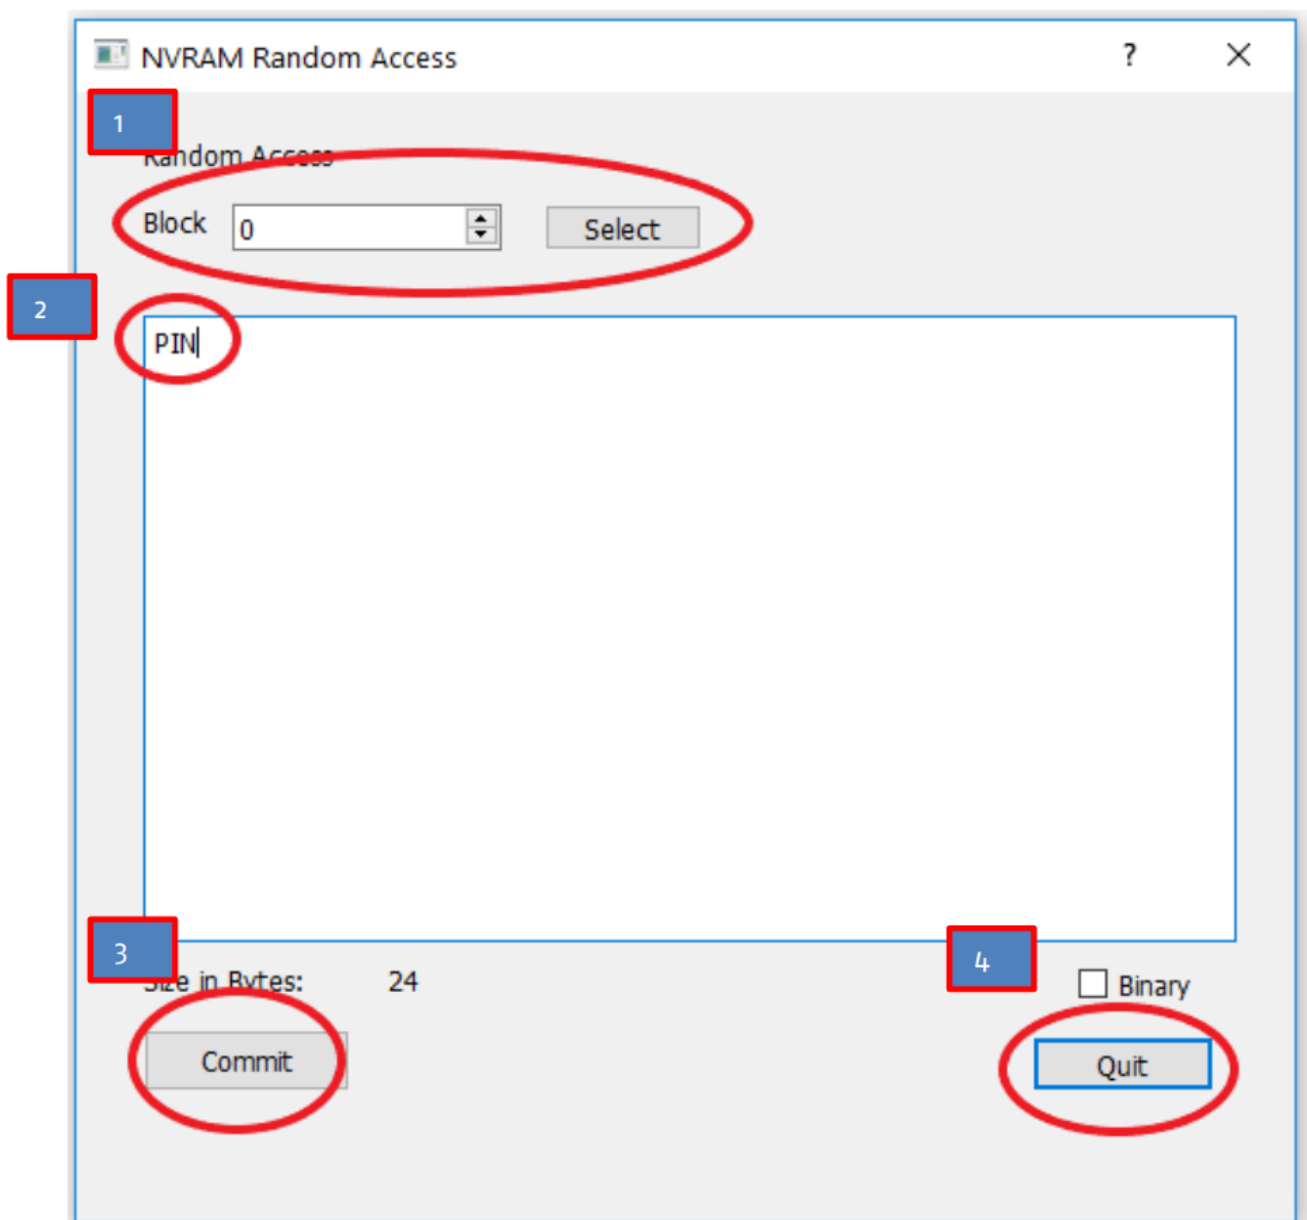 NVRAM Random Access ?
1
Random Access
Block 0 Select
2
PIN
3
4
Size in Bytes: 24
Binary
Commit
Quit